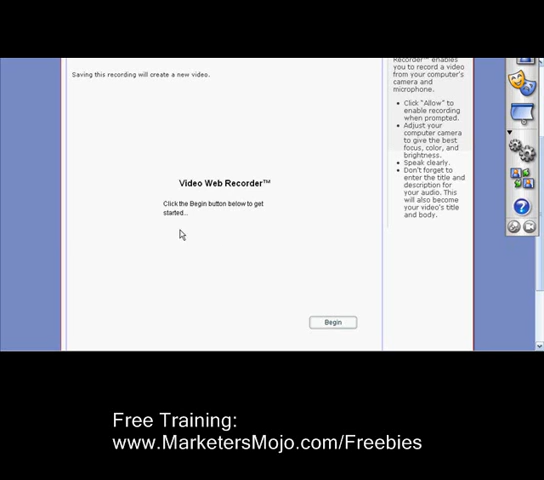 Recorder™ enables
you to record a video
from your computer's
camera and
microphone.
Saving this recording will create a new video.
Click "Allow" to
enable recording
when prompted.
Adjust your
computer camera
to give the best
focus, color, and
brightness.
Speak clearly.
Don't forget to
enter the title and
description for
your audio. This
will also become
your video's title
and body.
Video Web Recorder™
Click the Begin button below to get
started...
Begin
Free Training:
www.MarketersMojo.com/Freebies